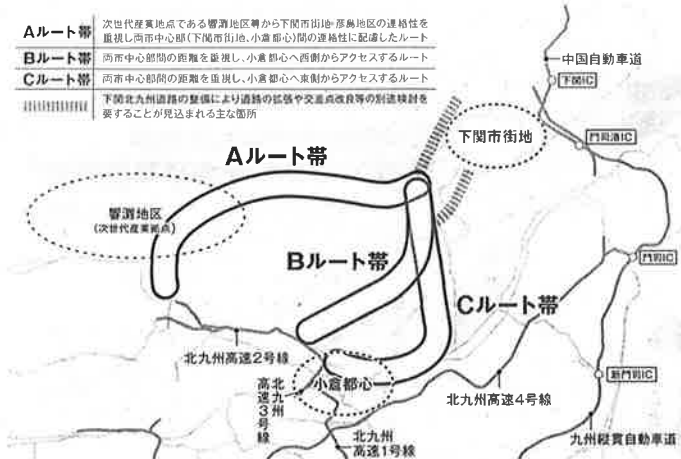 Aルート帯
次世代産業拠点である響灘地区等から下関市街地・彦島地区の連絡性を
重視し両市中心部(下関市街地、小倉都心)間の連絡性に配慮したルート
Bルート帯
両市中心部間の距離を重視し、小倉都心へ西側からアクセスするルート
Cルート帯
両市中心部間の距離を重視し、小倉都心へ東側からアクセスするルート
下関北九州道路の整備により道路の拡張や交差点改良等の別途検討を
要することが見込まれる主な箇所
中国自動車道
下関IC
下関市街地
門司港IC
Aルート帯
響灘地区
(次世代産業拠点)
Bルート帯
門司IC
Cルート帯
北九州高速2号線
小倉都心
北九州高速3号線
北九州高速4号線
新門司IC
北九州
高速1号線
九州縦貫自動車道